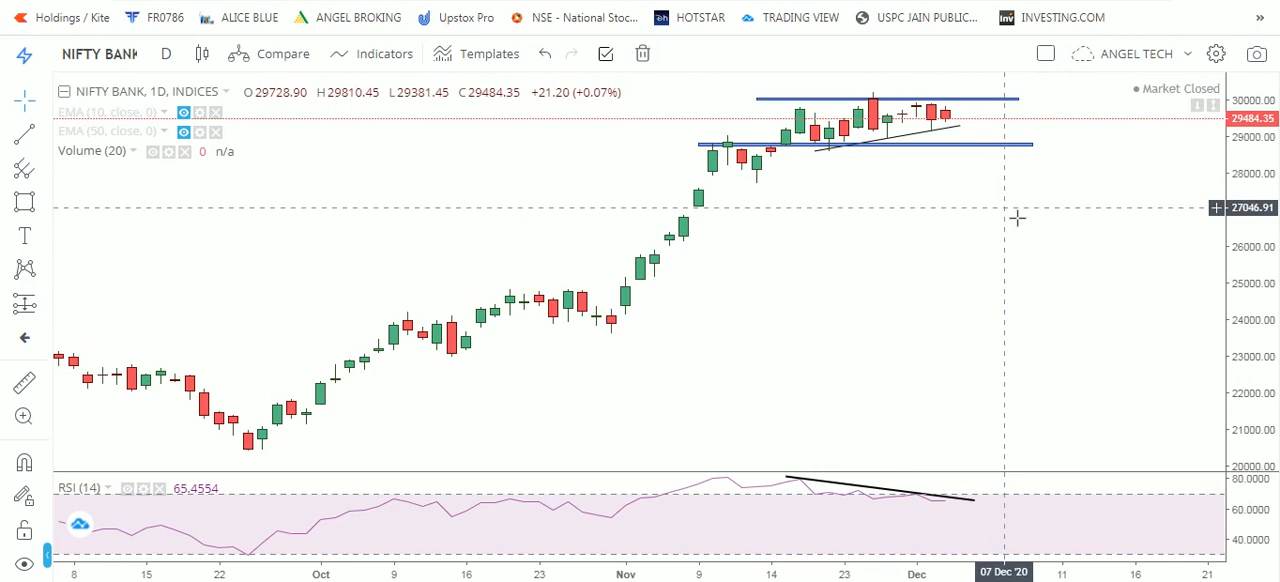 Holdings / Kite FR0786 ALICE BLUE ANGEL BROKING Upstox Pro NSE - National Stoc... HOTSTAR TRADING VIEW USPC JAIN PUBLIC... Inv INVESTING.COM »
NIFTY BANK D Compare Indicators Templates ANGEL TECH
NIFTY BANK, 1D, INDICES O 29728.90 H 29810.45 L 29381.45 C 29484.35 +21.20 (+0.07%) Market Closed
EMA (10, close, 0)
EMA (50, close, 0)
Volume (20) 0 n/a
30000.00
29484.35
29000.00
28000.00
27046.91
26000.00
25000.00
24000.00
23000.00
22000.00
21000.00
20000.00
RSI (14) 65.4554
80.0000
60.0000
40.0000
8 15 22 Oct 9 16 23 Nov 9 14 23 Dec 07 Dec '20 11 16 21